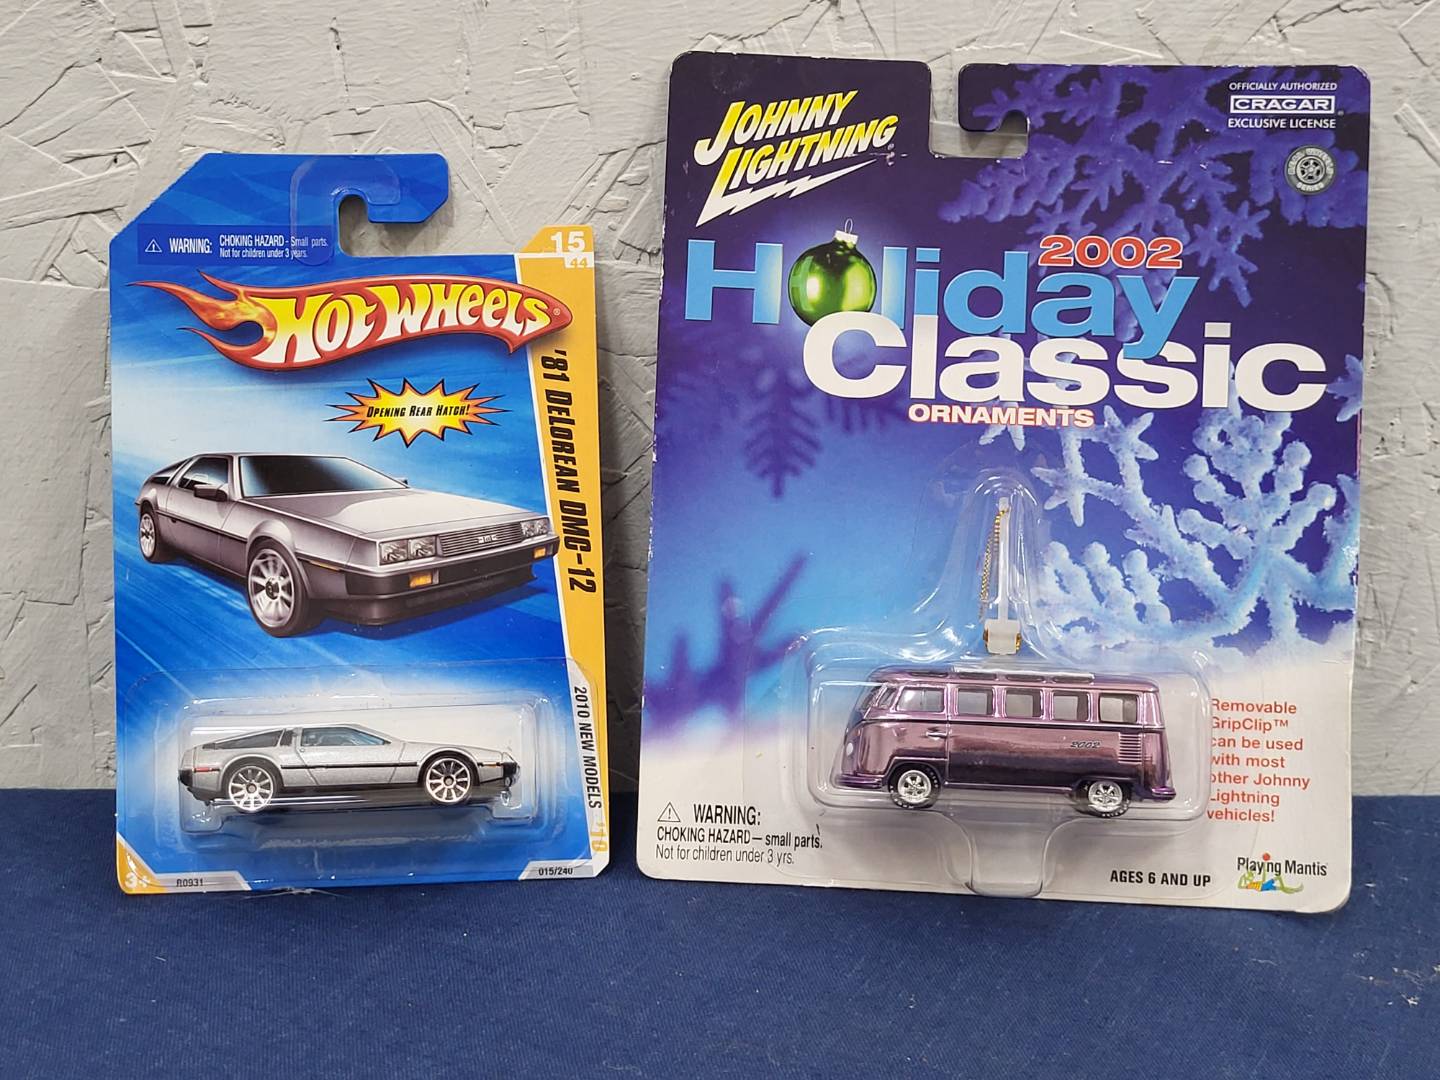 WARNING:
CHOKING HAZARD - Small parts.
Not for children under 3 years.
15
44
HOT WHEELS
OPENING REAR HATCH!
'81 DELOREAN DMC-12
DMC
2010 NEW MODELS
'10
3+
R0931
015/240
JOHNNY
LIGHTNING
OFFICIALLY AUTHORIZED
CRAGAR
EXCLUSIVE LICENSE
2002
Holiday
Classic
ORNAMENTS
2002
Removable
GripClip™
can be used
with most
other Johnny
Lightning
vehicles!
WARNING:
CHOKING HAZARD — small parts.
Not for children under 3 yrs.
AGES 6 AND UP
Playing Mantis